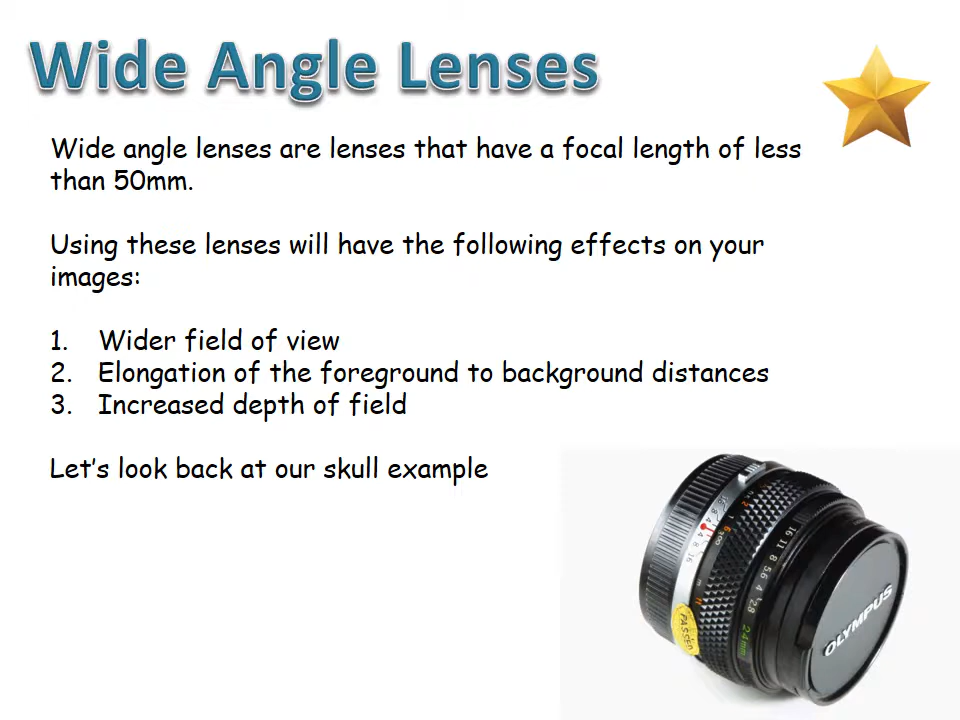 Wide Angle Lenses
Wide angle lenses are lenses that have a focal length of less
than 50mm.
Using these lenses will have the following effects on your
images:
1. Wider field of view
2. Elongation of the foreground to background distances
3. Increased depth of field
Let's look back at our skull example
16 11 8 5.6 4 2.8 24mm
PASSED
OLYMPUS